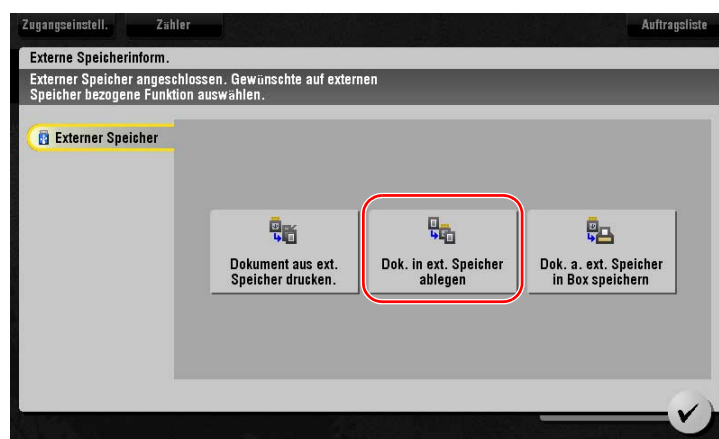 Zugangseinstell. Zähler Auftragsliste
Externe Speicherinform.
Externer Speicher angeschlossen. Gewünschte auf externen
Speicher bezogene Funktion auswählen.
Externer Speicher
Dokument aus ext.
Speicher drucken.
Dok. in ext. Speicher
ablegen
Dok. a. ext. Speicher
in Box speichern